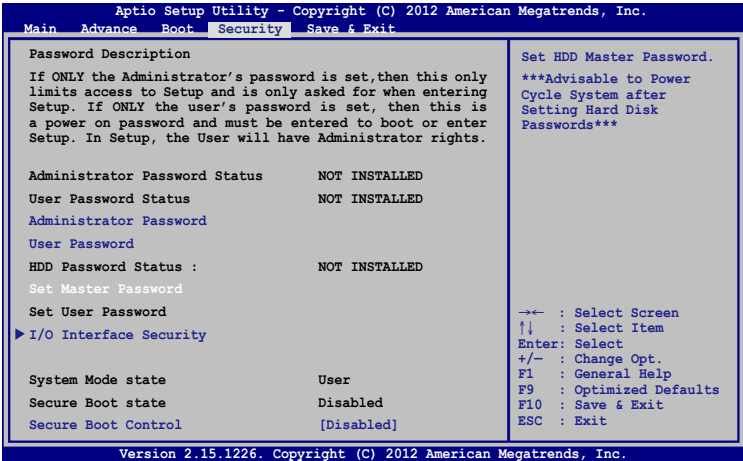 Aptio Setup Utility - Copyright (C) 2012 American Megatrends, Inc.
Main Advance Boot Security Save & Exit
Password Description
If ONLY the Administrator's password is set,then this only
limits access to Setup and is only asked for when entering
Setup. If ONLY the user's password is set, then this is
a power on password and must be entered to boot or enter
Setup. In Setup, the User will have Administrator rights.
Administrator Password Status NOT INSTALLED
User Password Status NOT INSTALLED
Administrator Password
User Password
HDD Password Status : NOT INSTALLED
Set Master Password
Set User Password
I/O Interface Security
System Mode state User
Secure Boot state Disabled
Secure Boot Control [Disabled]
Set HDD Master Password.
***Advisable to Power
Cycle System after
Setting Hard Disk
Passwords***
→← : Select Screen
↑↓ : Select Item
Enter: Select
+/— : Change Opt.
F1 : General Help
F9 : Optimized Defaults
F10 : Save & Exit
ESC : Exit
Version 2.15.1226. Copyright (C) 2012 American Megatrends, Inc.